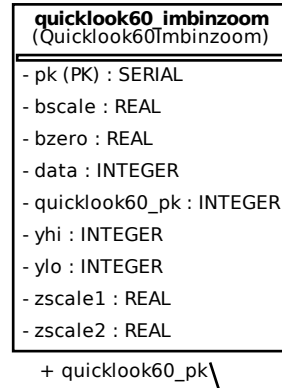 quicklook60_imbinzoom
(Quicklook60Imbinzoom)
- pk (PK) : SERIAL
- bscale : REAL
- bzero : REAL
- data : INTEGER
- quicklook60_pk : INTEGER
- yhi : INTEGER
- ylo : INTEGER
- zscale1 : REAL
- zscale2 : REAL
+ quicklook60_pk